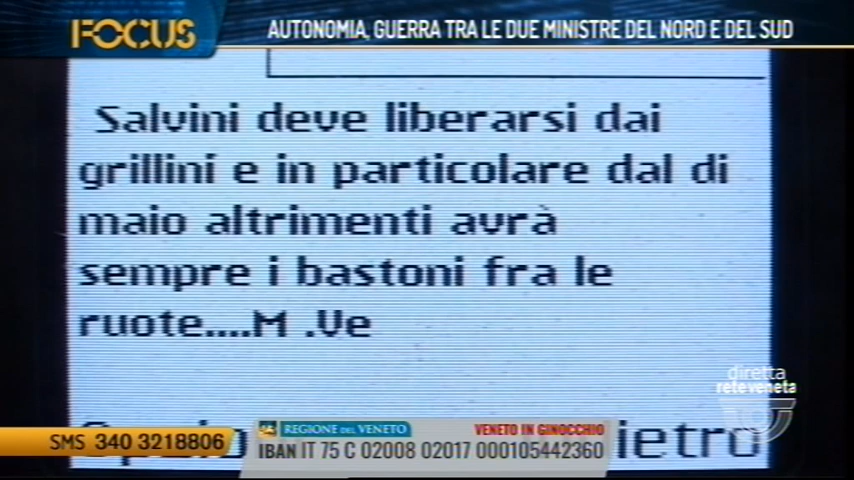 FOCUS
AUTONOMIA, GUERRA TRA LE DUE MINISTRE DEL NORD E DEL SUD
Salvini deve liberarsi dai
grillini e in particolare dal di
maio altrimenti avrà
sempre i bastoni fra le
ruote....M .Ve
diretta
reteveneta
SMS 340 3218806
REGIONE DEL VENETO
VENETO IN GINOCCHIO
IBAN IT 75 C 02008 02017 000105442360
ietro